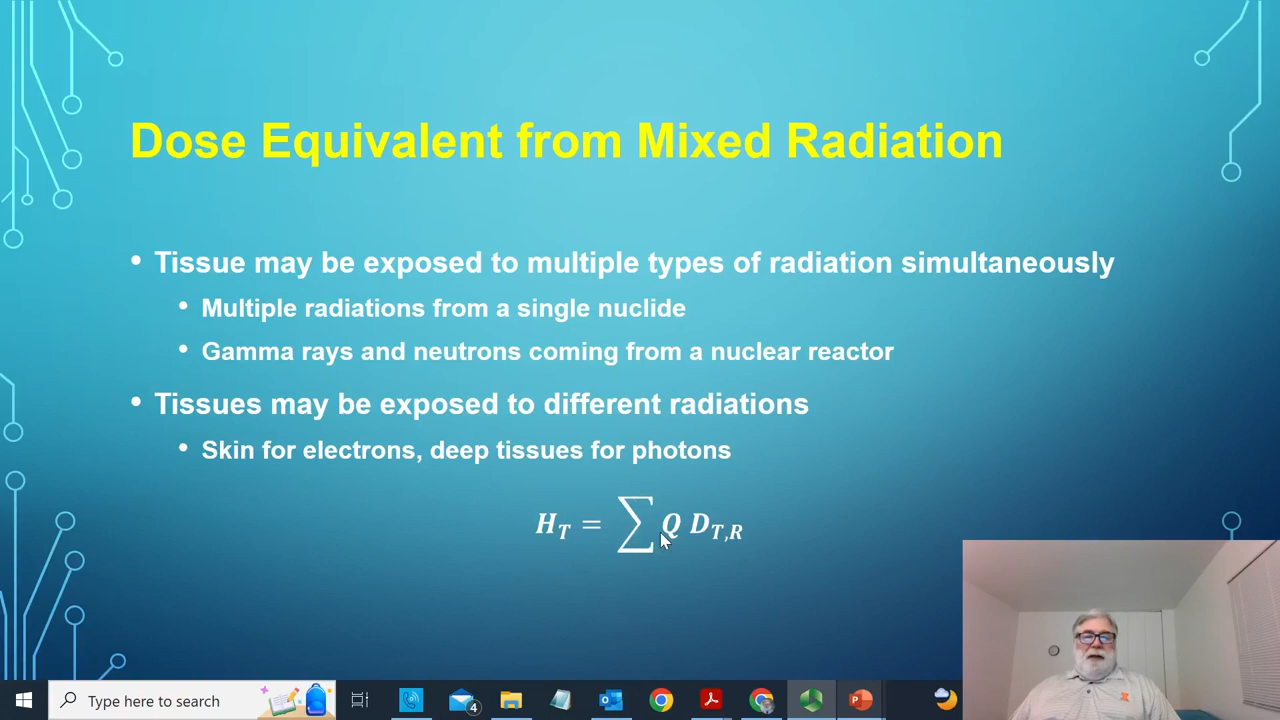 Dose Equivalent from Mixed Radiation
• Tissue may be exposed to multiple types of radiation simultaneously
• Multiple radiations from a single nuclide
• Gamma rays and neutrons coming from a nuclear reactor
• Tissues may be exposed to different radiations
• Skin for electrons, deep tissues for photons
H_T = ∑ Q D_{T,R}
Type here to search
4